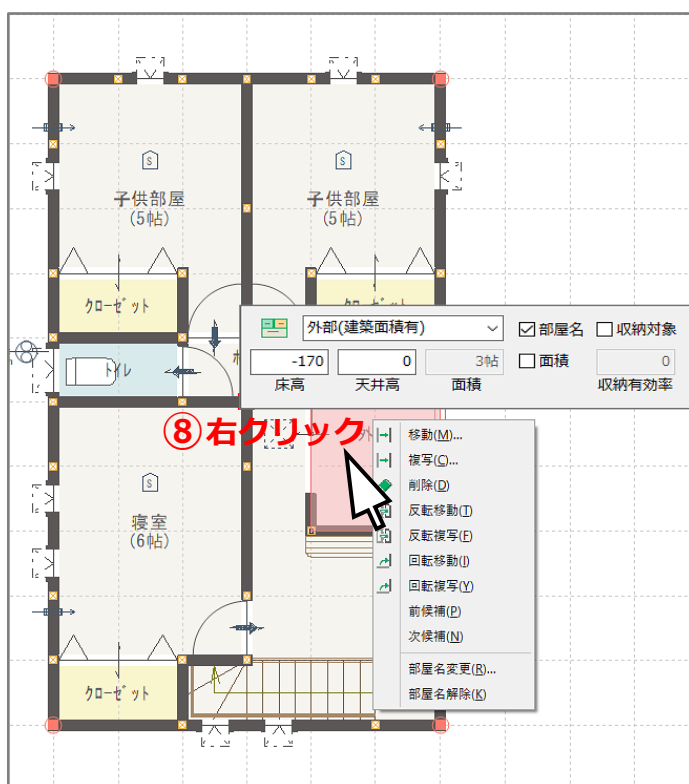 S
S
子供部屋
(5帖)
子供部屋
(5帖)
クローゼット
外部(建築面積有)
部屋名
収納対象
-170
0
3帖
面積
0
床高
天井高
面積
収納有効率
トイレ
⑧右クリック
外
移動(M)...
複写(C)...
削除(D)
反転移動(T)
反転複写(F)
回転移動(I)
回転複写(Y)
前候補(P)
次候補(N)
部屋名変更(R)...
部屋名解除(K)
S
寝室
(6帖)
クローゼット